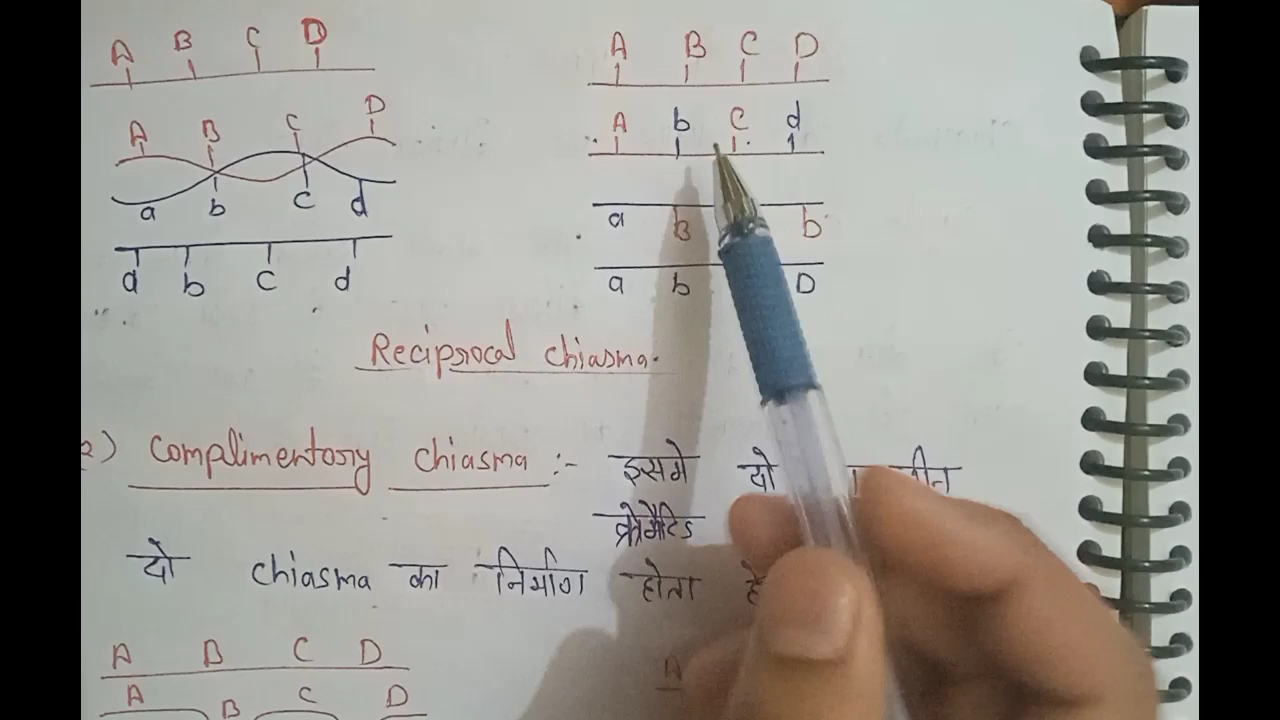 A B C D
A B C D
a b c d
a b c d
A B C D
A b C d
a B b
a b D
Reciprocal chiasma.
2) Complimentory chiasma :- इसमे दो
क्रोमैटिड
दो chiasma का निर्माण होता
A B C D
A B C D
A